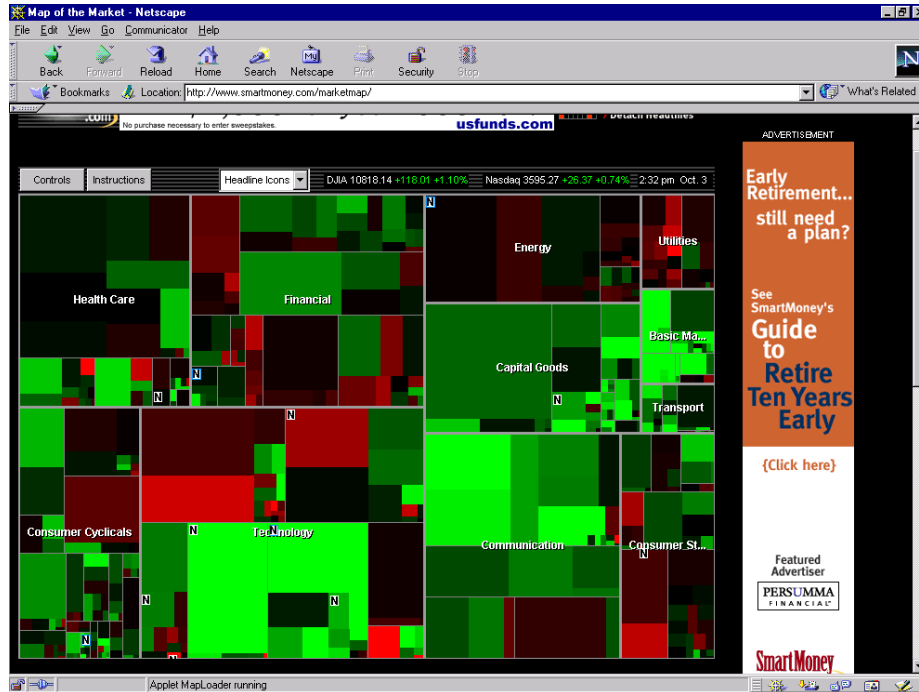 Map of the Market - Netscape
File Edit View Go Communicator Help
Back Forward Reload Home Search My Netscape Print Security Stop
Bookmarks Location: http://www.smartmoney.com/marketmap/ What's Related
.com
No purchase necessary to enter sweepstakes.
usfunds.com
Detach Headlines
ADVERTISEMENT
Controls Instructions Headline Icons DJIA 10818.14 +118.01 +1.10% Nasdaq 3595.27 +26.37 +0.74% 2:32 pm Oct. 3
Early
Retirement...
still need
a plan?
See
SmartMoney's
Guide
to
Retire
Ten Years
Early
{Click here}
Featured
Advertiser
PERSUMMA
FINANCIAL
SmartMoney
N
Health Care
Financial
Energy
Utilities
Capital Goods
Basic Ma...
Transport
N
N
N
N
Consumer Cyclicals
N
N
Technology
Communication
Consumer St...
N
N
N
N
N
Applet MapLoader running